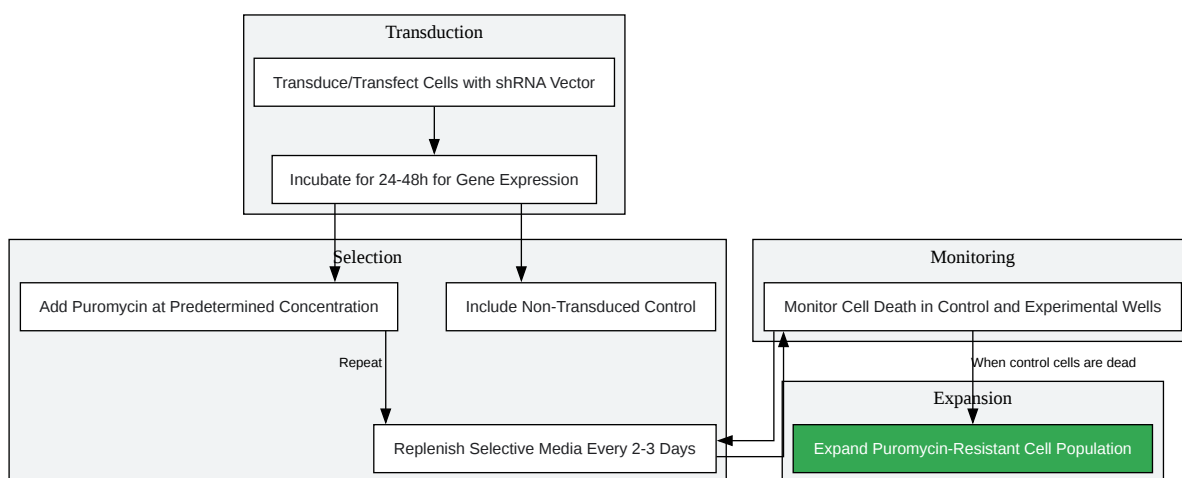 Transduction
Transduce/Transfect Cells with shRNA Vector
Incubate for 24-48h for Gene Expression
Selection
Add Puromycin at Predetermined Concentration
Include Non-Transduced Control
Repeat
Replenish Selective Media Every 2-3 Days
Monitoring
Monitor Cell Death in Control and Experimental Wells
When control cells are dead
Expansion
Expand Puromycin-Resistant Cell Population